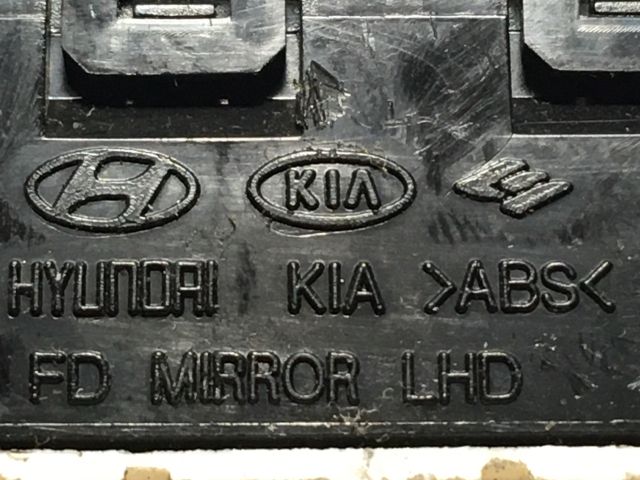 KIA
HYUNDAI KIA >ABS<
FD MIRROR LHD